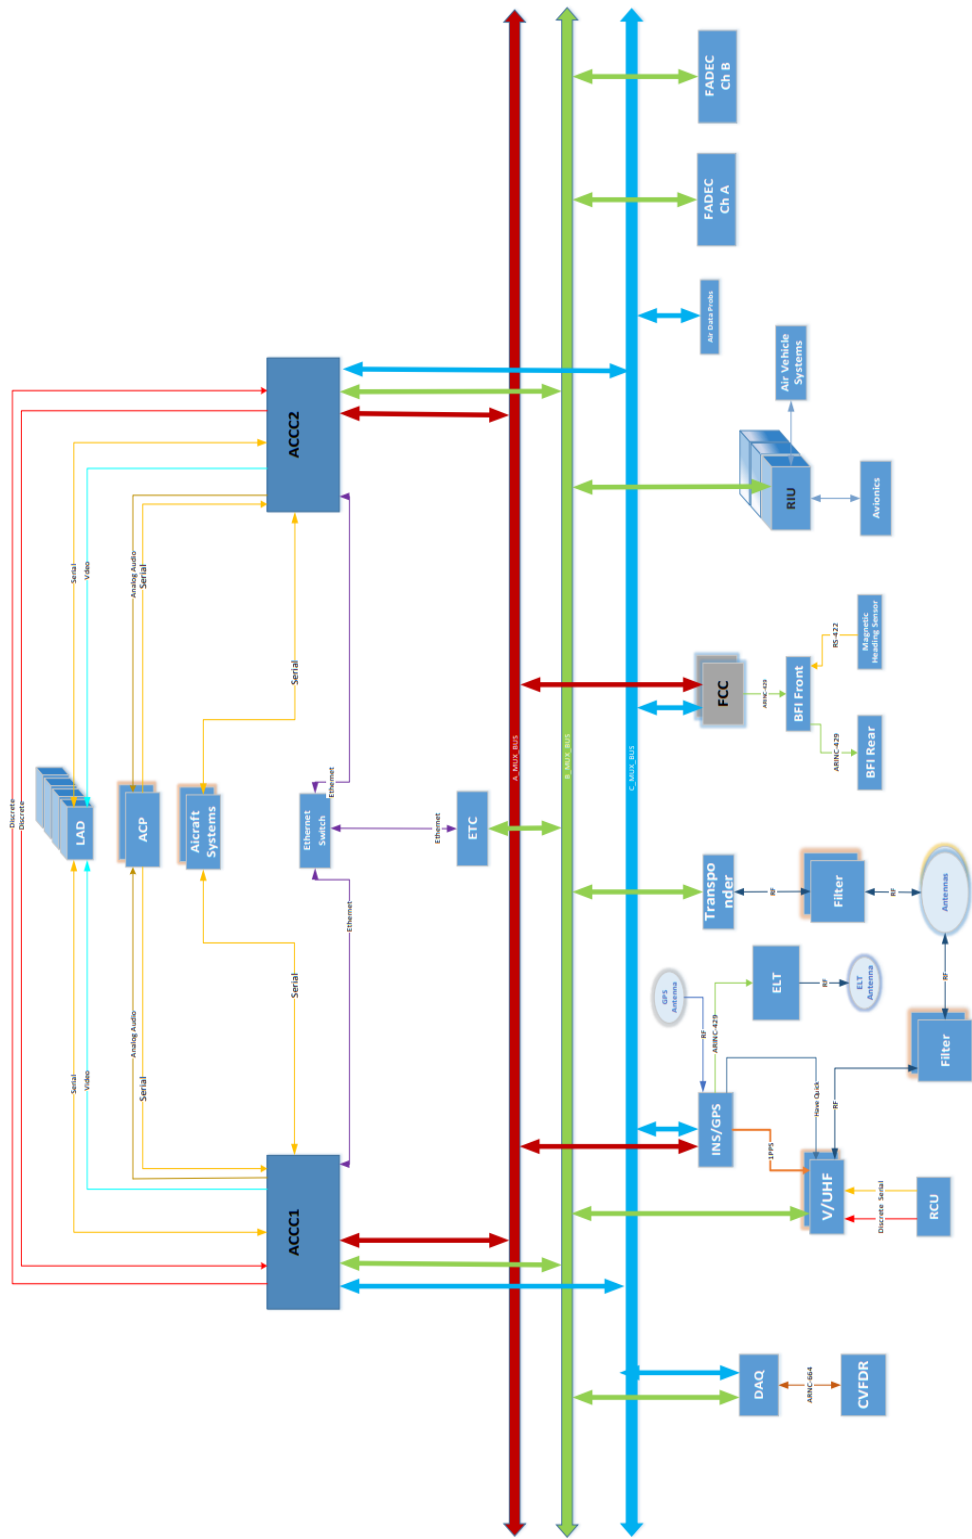 Discrete
Discrete
Serial
Video
LAD
Serial
Vdeo
Analog Audio
Serial
ACP
Analog Audio
Serial
Aicraft
Systems
Serial
Serial
ACCC1
ACCC2
Ethernet
Ethernet
Switch
Ethernet
Ethernet
ETC
A_MUX_BUS
B_MUX_BUS
C_MUX_BUS
GPS
Antenna
RF
INS/GPS
ARINC-429
Transpo
nder
FCC
Air Data Probs
FADEC
Ch A
FADEC
Ch B
DAQ
1PPS
ELT
RF
ARINC-429
BFI Front
RIU
Air Vehicle
Systems
ARNC-664
Have Quick
V/UHF
RF
RF
Filter
ARINC-429
RS-422
CVFDR
ELT
Antenna
BFI Rear
Magnetic
Heading Sensor
Avionics
Discrete
Serial
RF
RCU
Filter
RF
Antennas